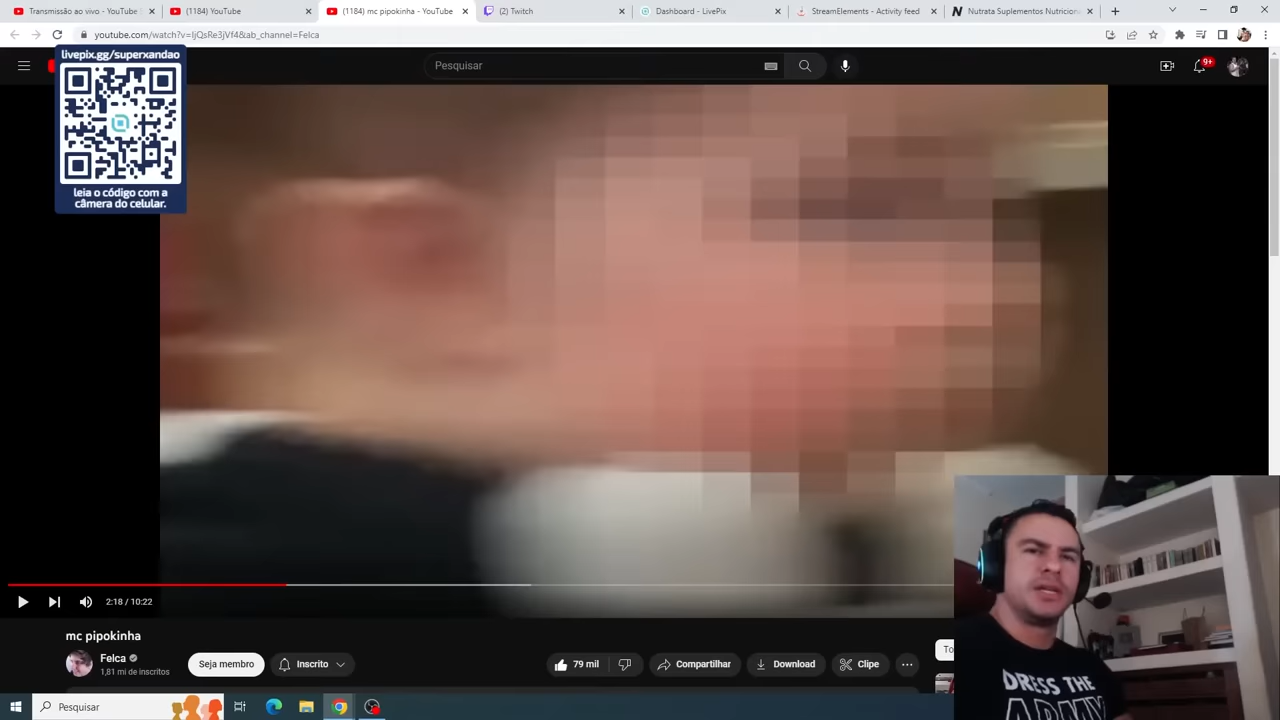 Transmissão ao vivo - YouTube S
(1184) YouTube
(1184) mc pipokinha - YouTube
(2) Twitch
Dashboard - LivePix
StreamElements - Activity feed
Nutrata Suplementos Nutricion
youtube.com/watch?v=IjQsRe3jVf4&ab_channel=Felca
livepix.gg/superxandao
leia o código com a
câmera do celular.
Pesquisar
9+
2:18 / 10:22
mc pipokinha
Felca
1,81 mi de inscritos
Seja membro
Inscrito
79 mil
Compartilhar
Download
Clipe
To
DRESS THE
ARMY
Pesquisar